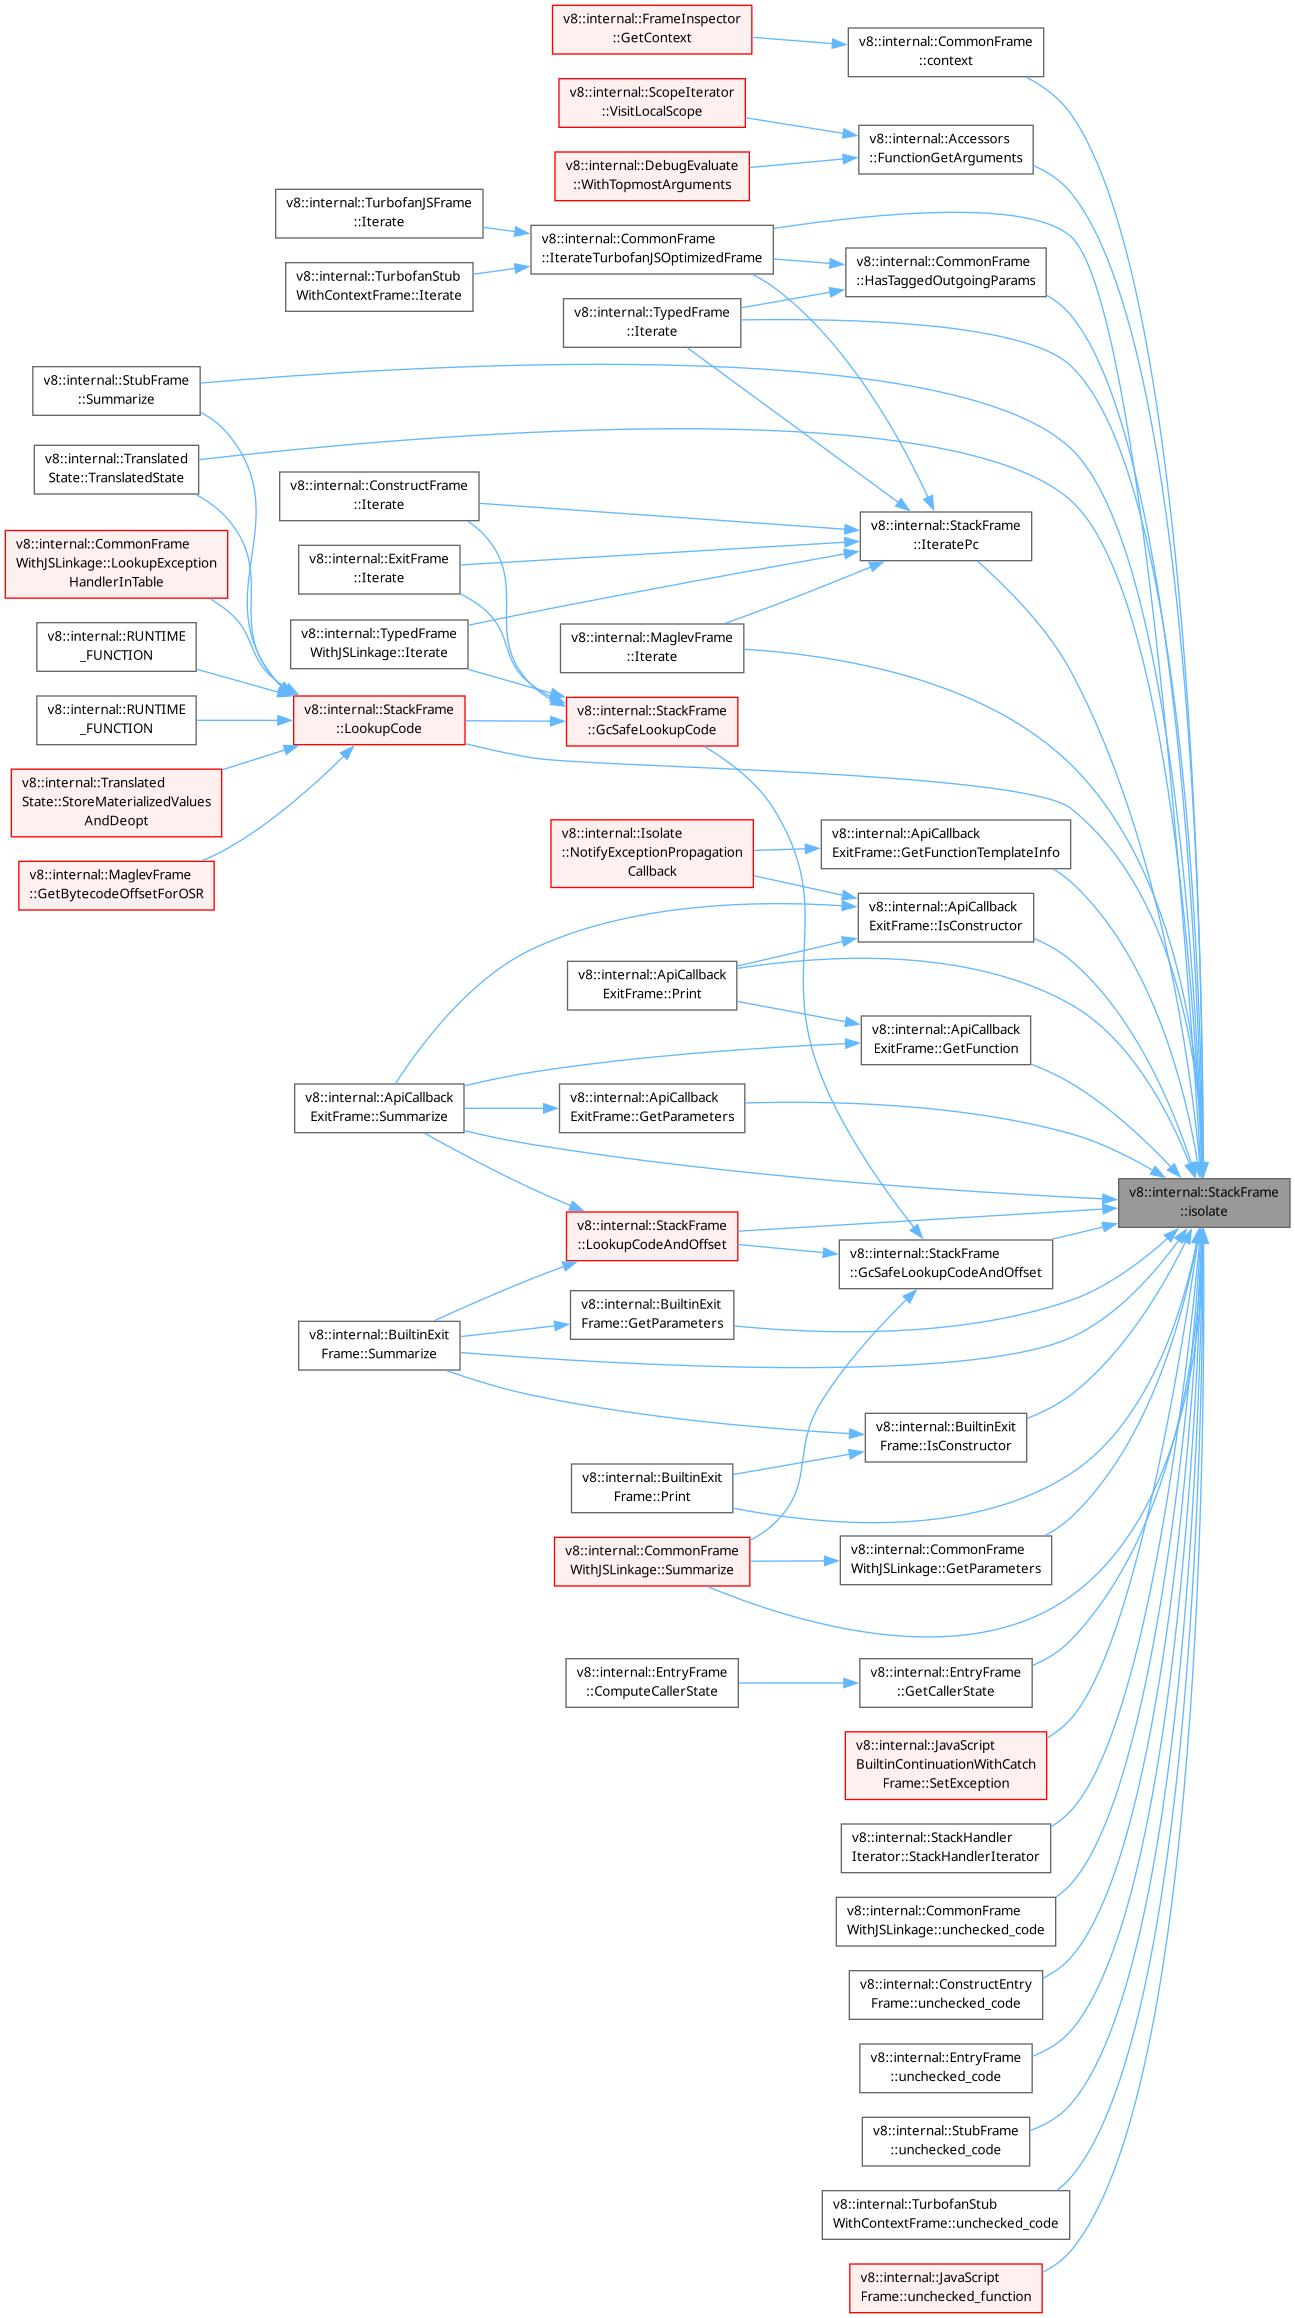 v8::internal::FrameInspector
::GetContext
v8::internal::CommonFrame
::context
v8::internal::ScopeIterator
::VisitLocalScope
v8::internal::Accessors
::FunctionGetArguments
v8::internal::DebugEvaluate
::WithTopmostArguments
v8::internal::TurbofanJSFrame
::Iterate
v8::internal::CommonFrame
::IterateTurbofanJSOptimizedFrame
v8::internal::CommonFrame
::HasTaggedOutgoingParams
v8::internal::TurbofanStub
WithContextFrame::Iterate
v8::internal::TypedFrame
::Iterate
v8::internal::StubFrame
::Summarize
v8::internal::Translated
State::TranslatedState
v8::internal::ConstructFrame
::Iterate
v8::internal::StackFrame
::IteratePc
v8::internal::CommonFrame
WithJSLinkage::LookupException
HandlerInTable
v8::internal::ExitFrame
::Iterate
v8::internal::RUNTIME
_FUNCTION
v8::internal::TypedFrame
WithJSLinkage::Iterate
v8::internal::MaglevFrame
::Iterate
v8::internal::RUNTIME
_FUNCTION
v8::internal::StackFrame
::LookupCode
v8::internal::StackFrame
::GcSafeLookupCode
v8::internal::Translated
State::StoreMaterializedValues
AndDeopt
v8::internal::MaglevFrame
::GetBytecodeOffsetForOSR
v8::internal::Isolate
::NotifyExceptionPropagation
Callback
v8::internal::ApiCallback
ExitFrame::GetFunctionTemplateInfo
v8::internal::ApiCallback
ExitFrame::IsConstructor
v8::internal::ApiCallback
ExitFrame::Print
v8::internal::ApiCallback
ExitFrame::GetFunction
v8::internal::ApiCallback
ExitFrame::Summarize
v8::internal::ApiCallback
ExitFrame::GetParameters
v8::internal::StackFrame
::isolate
v8::internal::StackFrame
::LookupCodeAndOffset
v8::internal::StackFrame
::GcSafeLookupCodeAndOffset
v8::internal::BuiltinExit
Frame::GetParameters
v8::internal::BuiltinExit
Frame::Summarize
v8::internal::BuiltinExit
Frame::IsConstructor
v8::internal::BuiltinExit
Frame::Print
v8::internal::CommonFrame
WithJSLinkage::Summarize
v8::internal::CommonFrame
WithJSLinkage::GetParameters
v8::internal::EntryFrame
::ComputeCallerState
v8::internal::EntryFrame
::GetCallerState
v8::internal::JavaScript
BuiltinContinuationWithCatch
Frame::SetException
v8::internal::StackHandler
Iterator::StackHandlerIterator
v8::internal::CommonFrame
WithJSLinkage::unchecked_code
v8::internal::ConstructEntry
Frame::unchecked_code
v8::internal::EntryFrame
::unchecked_code
v8::internal::StubFrame
::unchecked_code
v8::internal::TurbofanStub
WithContextFrame::unchecked_code
v8::internal::JavaScript
Frame::unchecked_function